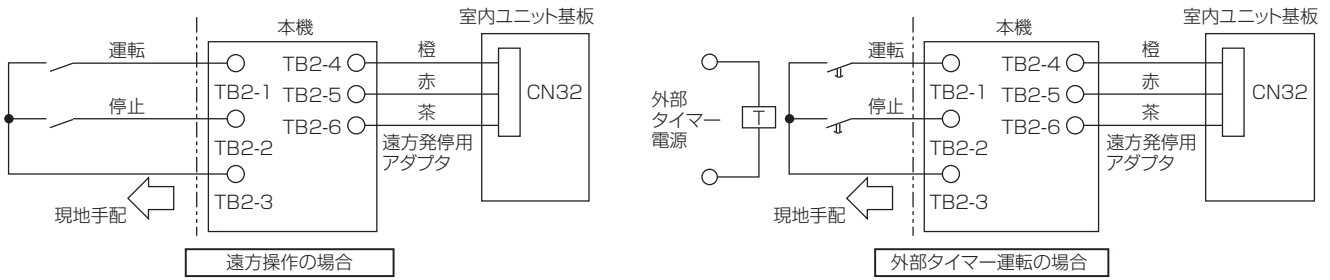 本機
室内ユニット基板
運転
停止
TB2-1
TB2-2
TB2-3
TB2-4
TB2-5
TB2-6
橙
赤
茶
遠方発停用
アダプタ
CN32
現地手配
遠方操作の場合
本機
室内ユニット基板
外部
タイマー
電源
T
運転
停止
TB2-1
TB2-2
TB2-3
TB2-4
TB2-5
TB2-6
橙
赤
茶
遠方発停用
アダプタ
CN32
現地手配
外部タイマー運転の場合